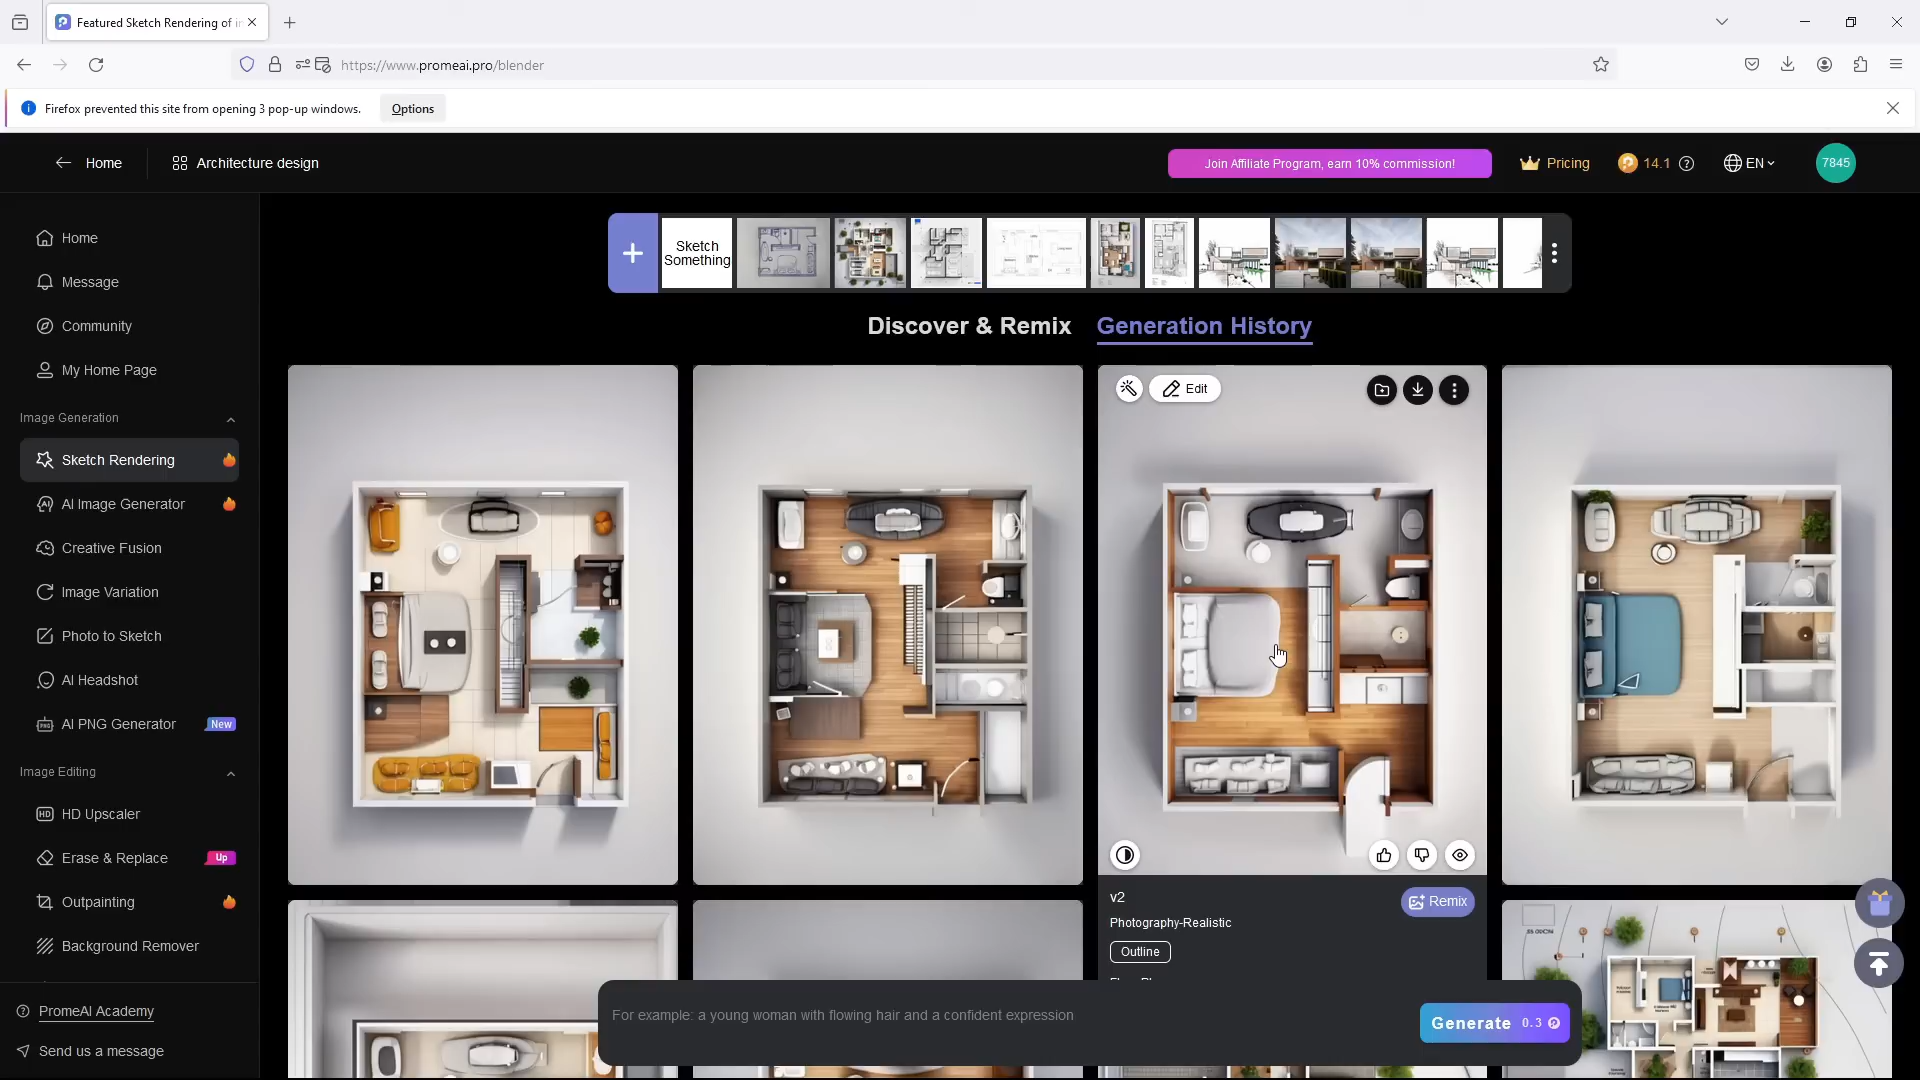 Featured Sketch Rendering of in
https://www.promeai.pro/blender
Firefox prevented this site from opening 3 pop-up windows.
Options
Home
Architecture design
Join Affiliate Program, earn 10% commission!
Pricing
14.1
EN
7845
Home
Message
Community
My Home Page
Image Generation
Sketch Rendering
AI Image Generator
Creative Fusion
Image Variation
Photo to Sketch
AI Headshot
AI PNG Generator
New
Image Editing
HD Upscaler
Erase & Replace
Up
Outpainting
Background Remover
PromeAI Academy
Send us a message
Sketch
Something
Discover & Remix
Generation History
Edit
v2
Remix
Photography-Realistic
Outline
For example: a young woman with flowing hair and a confident expression
Generate 0.3